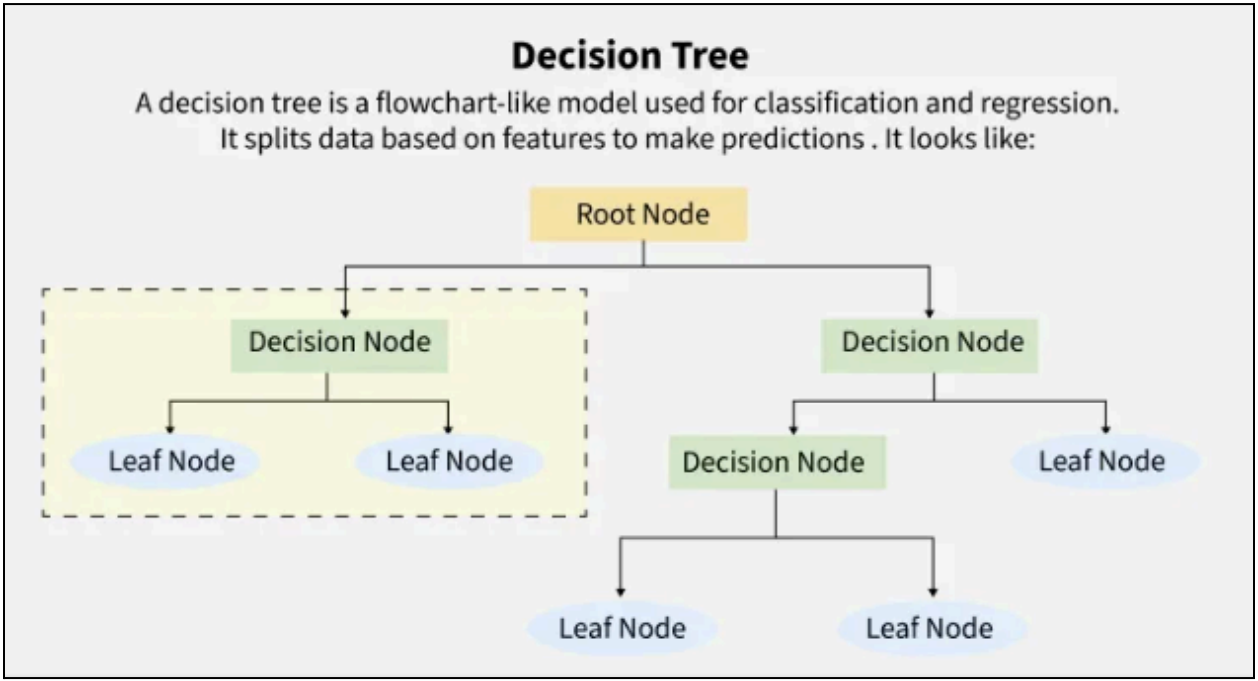 Decision Tree
A decision tree is a flowchart-like model used for classification and regression.
It splits data based on features to make predictions . It looks like:
Root Node
Decision Node
Decision Node
Leaf Node
Leaf Node
Decision Node
Leaf Node
Leaf Node
Leaf Node